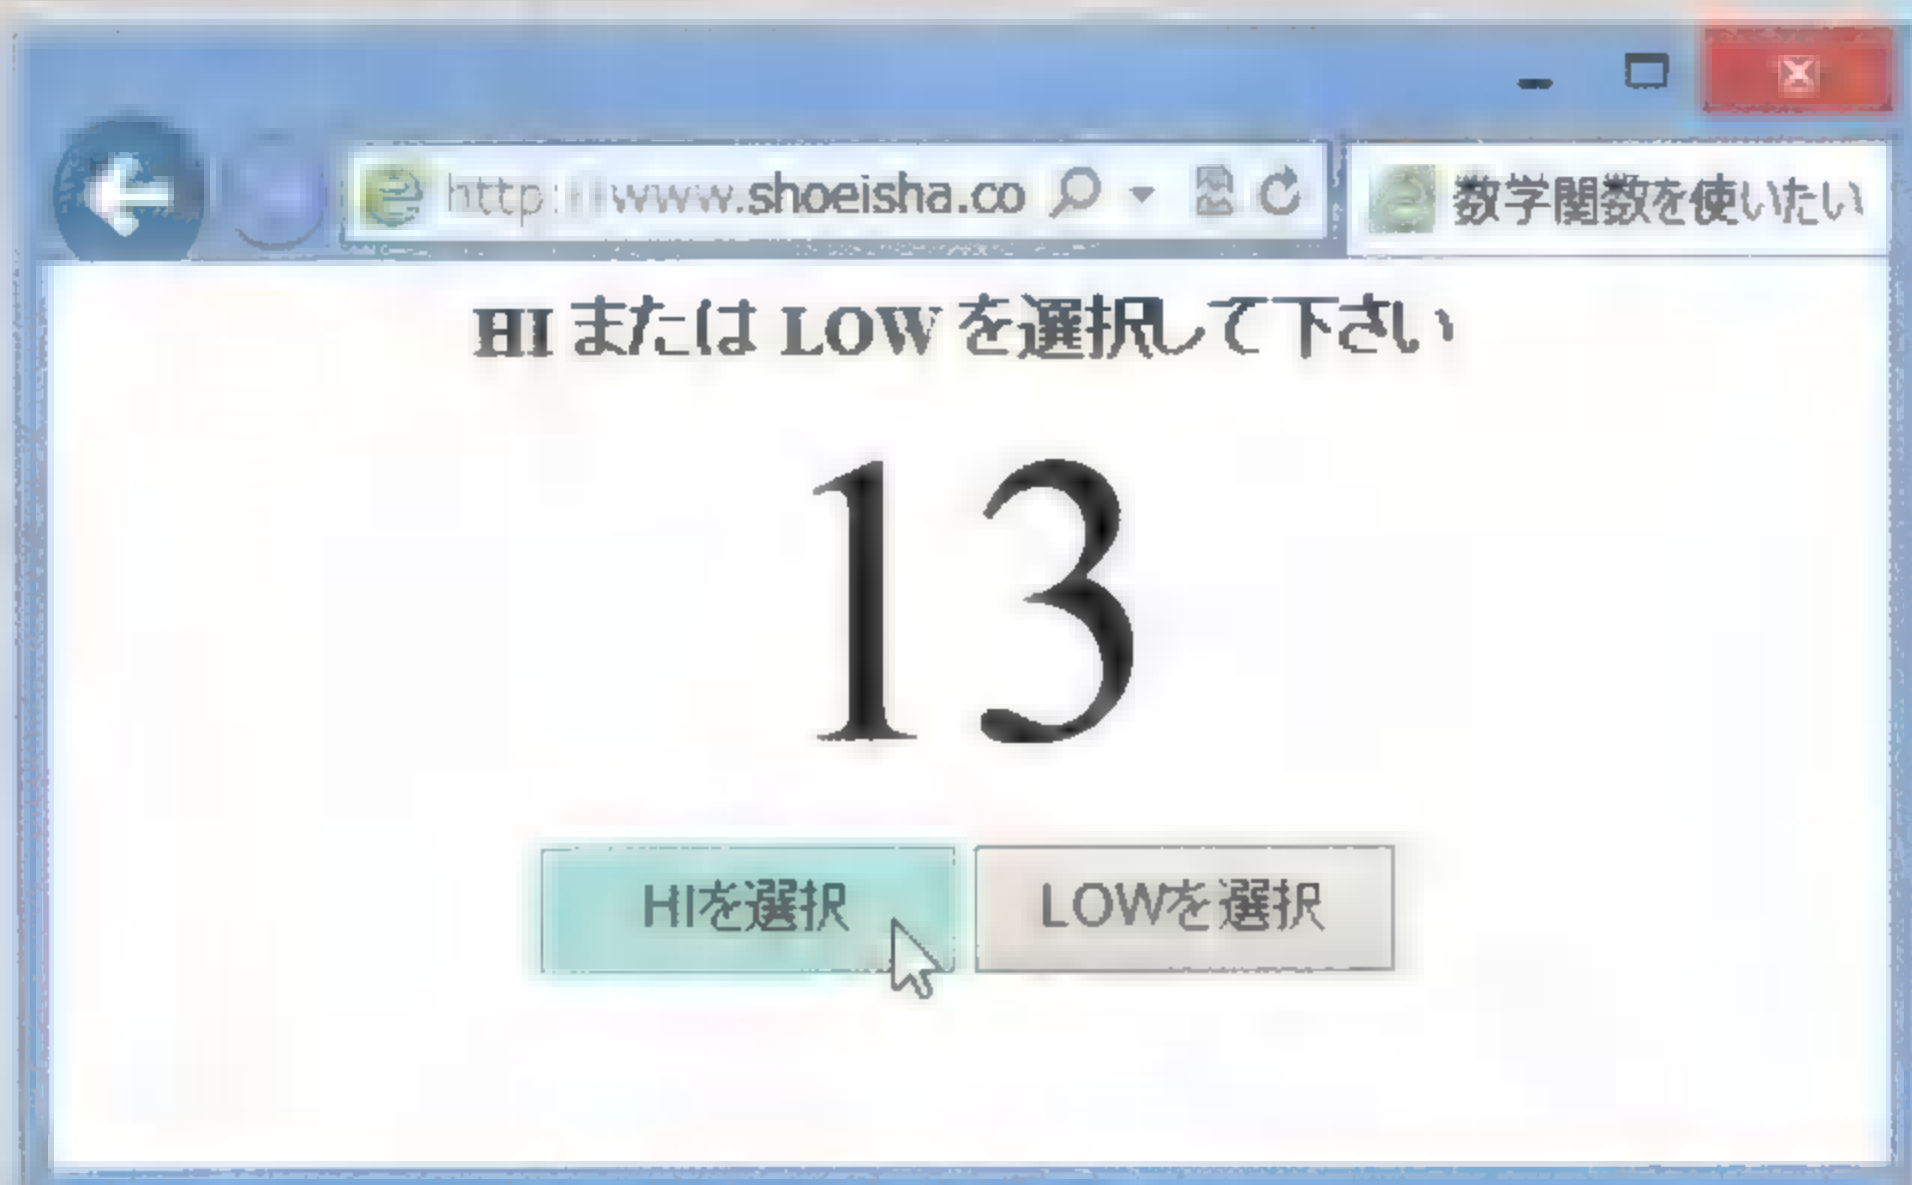 http://www.shoeisha.co
数学関数を使いたい
HI または LOW を選択して下さい
13
HIを選択
LOWを選択